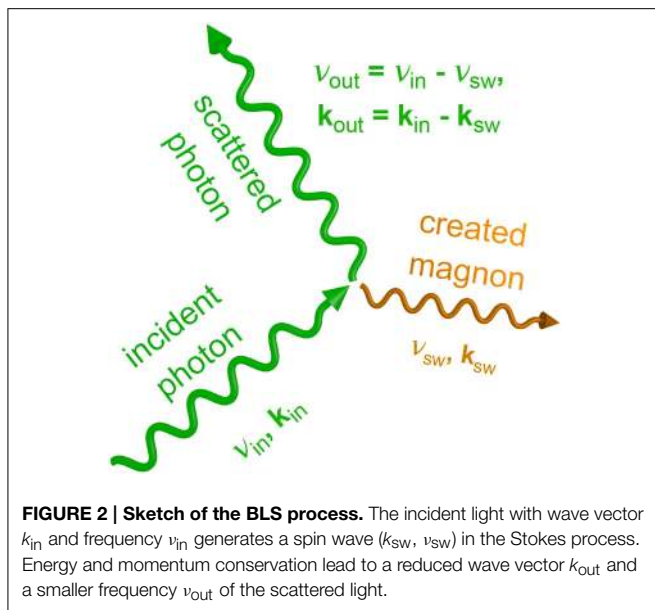 ν_out = ν_in - ν_sw,
k_out = k_in - k_sw
scattered
photon
created
magnon
incident
photon
ν_sw, k_sw
ν_in, k_in
FIGURE 2 | Sketch of the BLS process. The incident light with wave vector
k_in and frequency ν_in generates a spin wave (k_sw, ν_sw) in the Stokes process.
Energy and momentum conservation lead to a reduced wave vector k_out and
a smaller frequency ν_out of the scattered light.